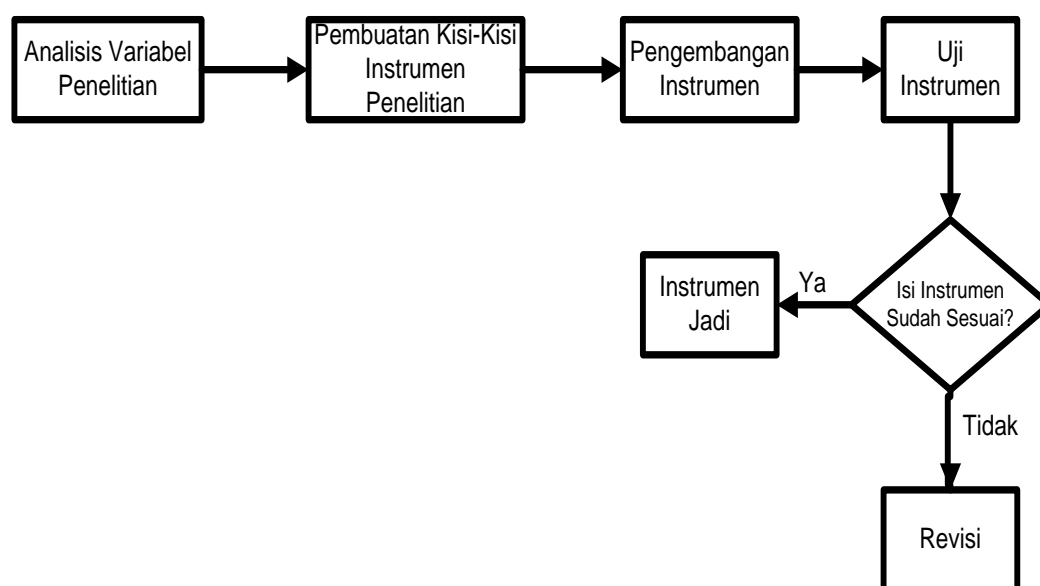 Analisis Variabel
Penelitian
Pembuatan Kisi-Kisi
Instrumen
Penelitian
Pengembangan
Instrumen
Uji
Instrumen
Isi Instrumen
Sudah Sesuai?
Ya
Instrumen
Jadi
Tidak
Revisi